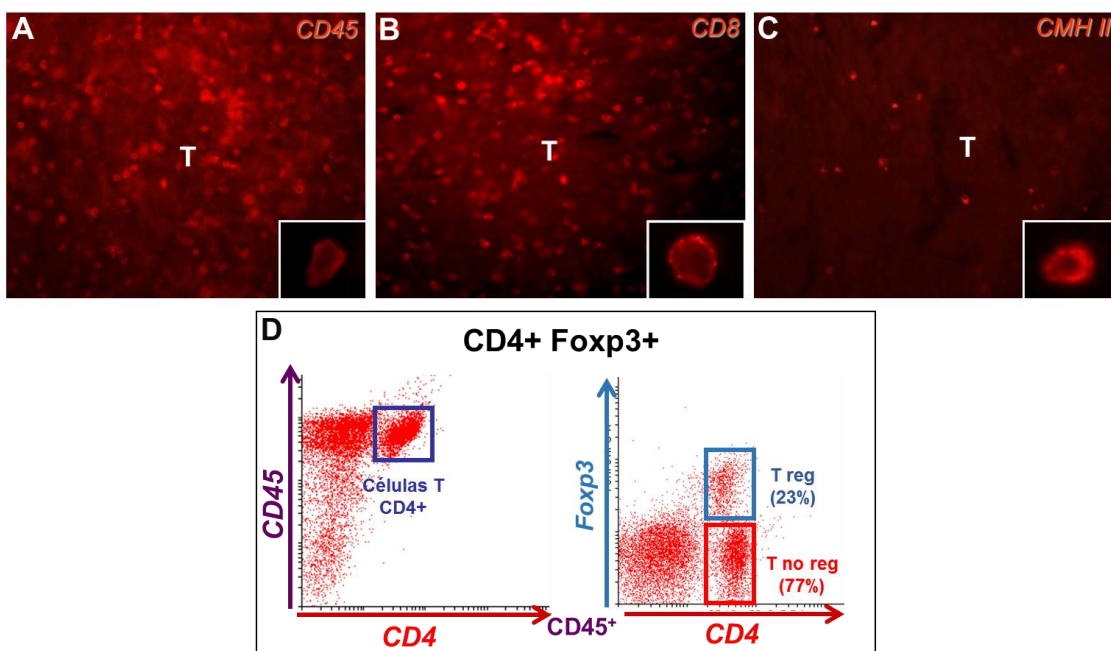 A
CD45
T
B
CD8
T
C
CMH II
T
D
CD4+ Foxp3+
CD45
Células T
CD4+
CD4
Foxp3
T reg
(23%)
T no reg
(77%)
CD45+
CD4